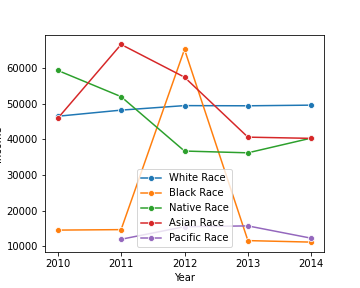 60000
50000
40000
30000
20000
10000
White Race
Black Race
Native Race
Asian Race
Pacific Race
2010 2011 2012 2013 2014
Year